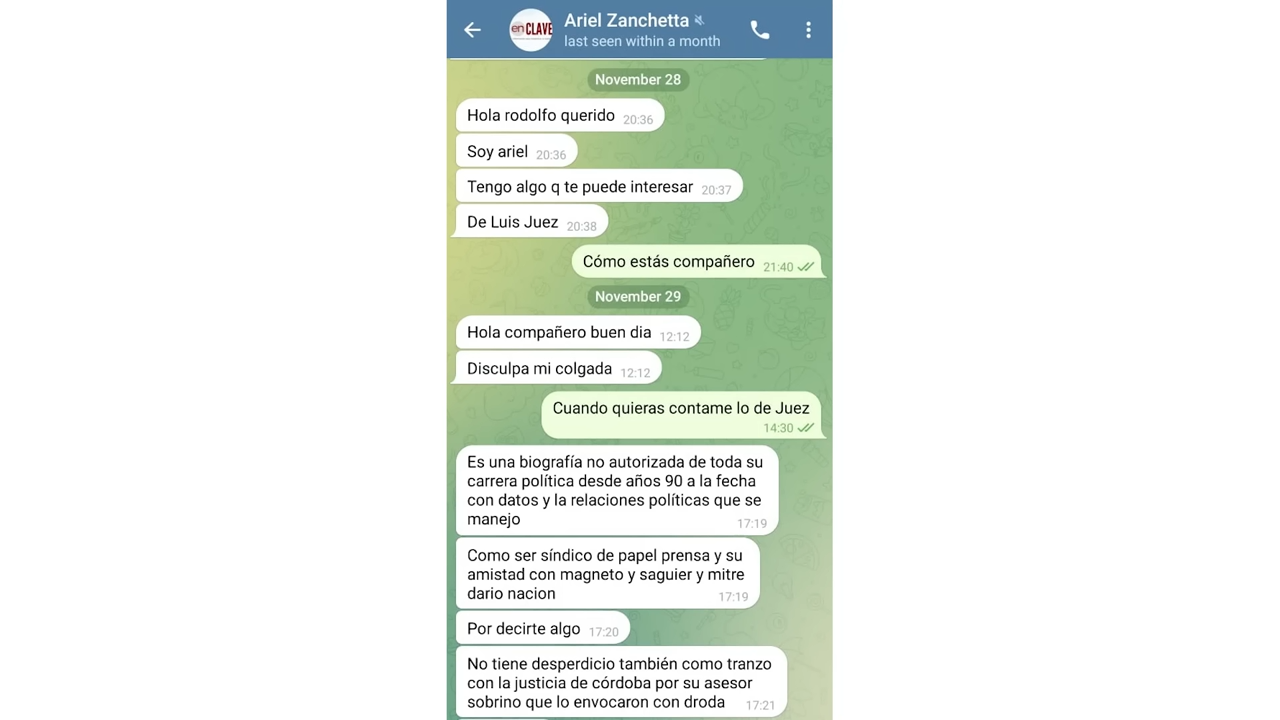 en CLAVE
Ariel Zanchetta
last seen within a month
November 28
Hola rodolfo querido 20:36
Soy ariel 20:36
Tengo algo q te puede interesar 20:37
De Luis Juez 20:38
Cómo estás compañero 21:40
November 29
Hola compañero buen dia 12:12
Disculpa mi colgada 12:12
Cuando quieras contame lo de Juez
14:30
Es una biografía no autorizada de toda su
carrera política desde años 90 a la fecha
con datos y la relaciones políticas que se
manejo 17:19
Como ser síndico de papel prensa y su
amistad con magneto y saguier y mitre
dario nacion 17:19
Por decirte algo 17:20
No tiene desperdicio también como tranzo
con la justicia de córdoba por su asesor
sobrino que lo envocaron con droda 17:21